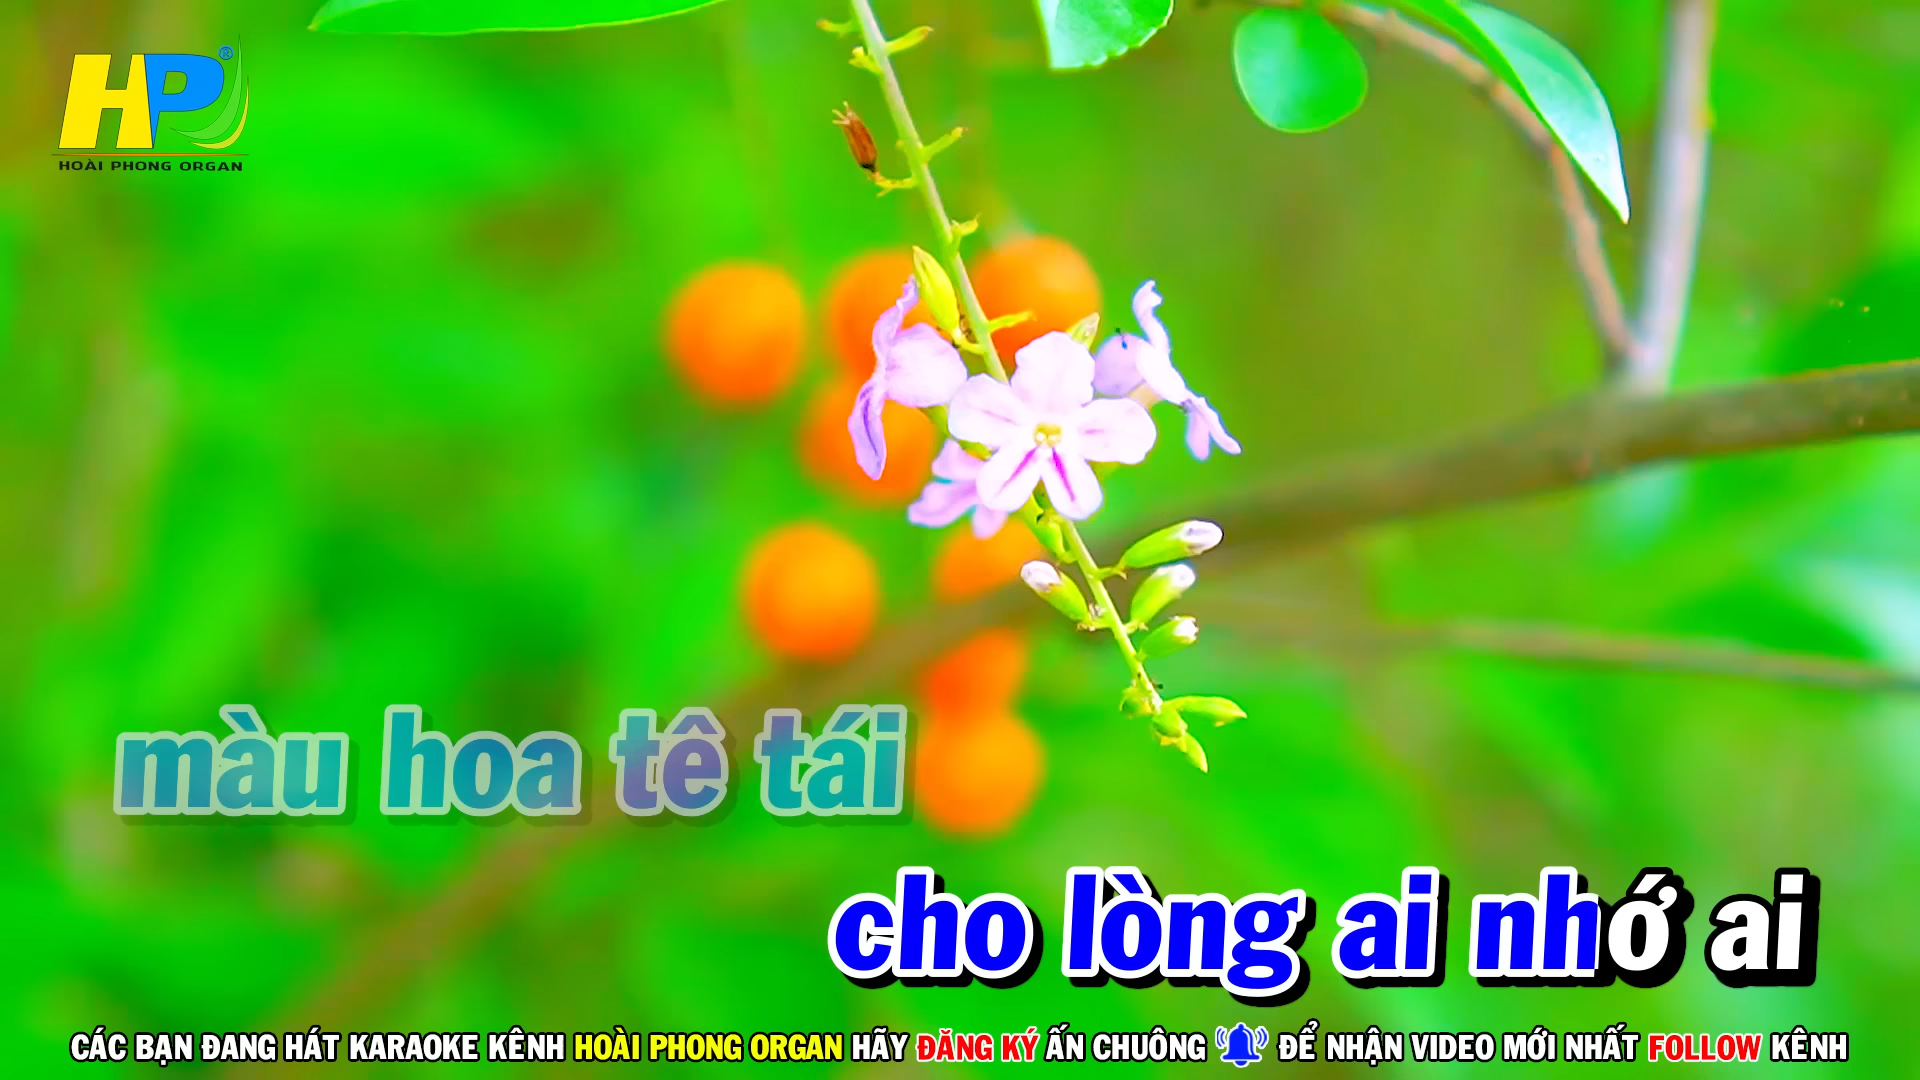 HP®
HOÀI PHONG ORGAN
màu hoa tê tái
cho lòng ai nhớ ai
CÁC BẠN ĐANG HÁT KARAOKE KÊNH HOÀI PHONG ORGAN HÃY ĐĂNG KÝ ẤN CHUÔNG ĐỂ NHẬN VIDEO MỚI NHẤT FOLLOW KÊNH